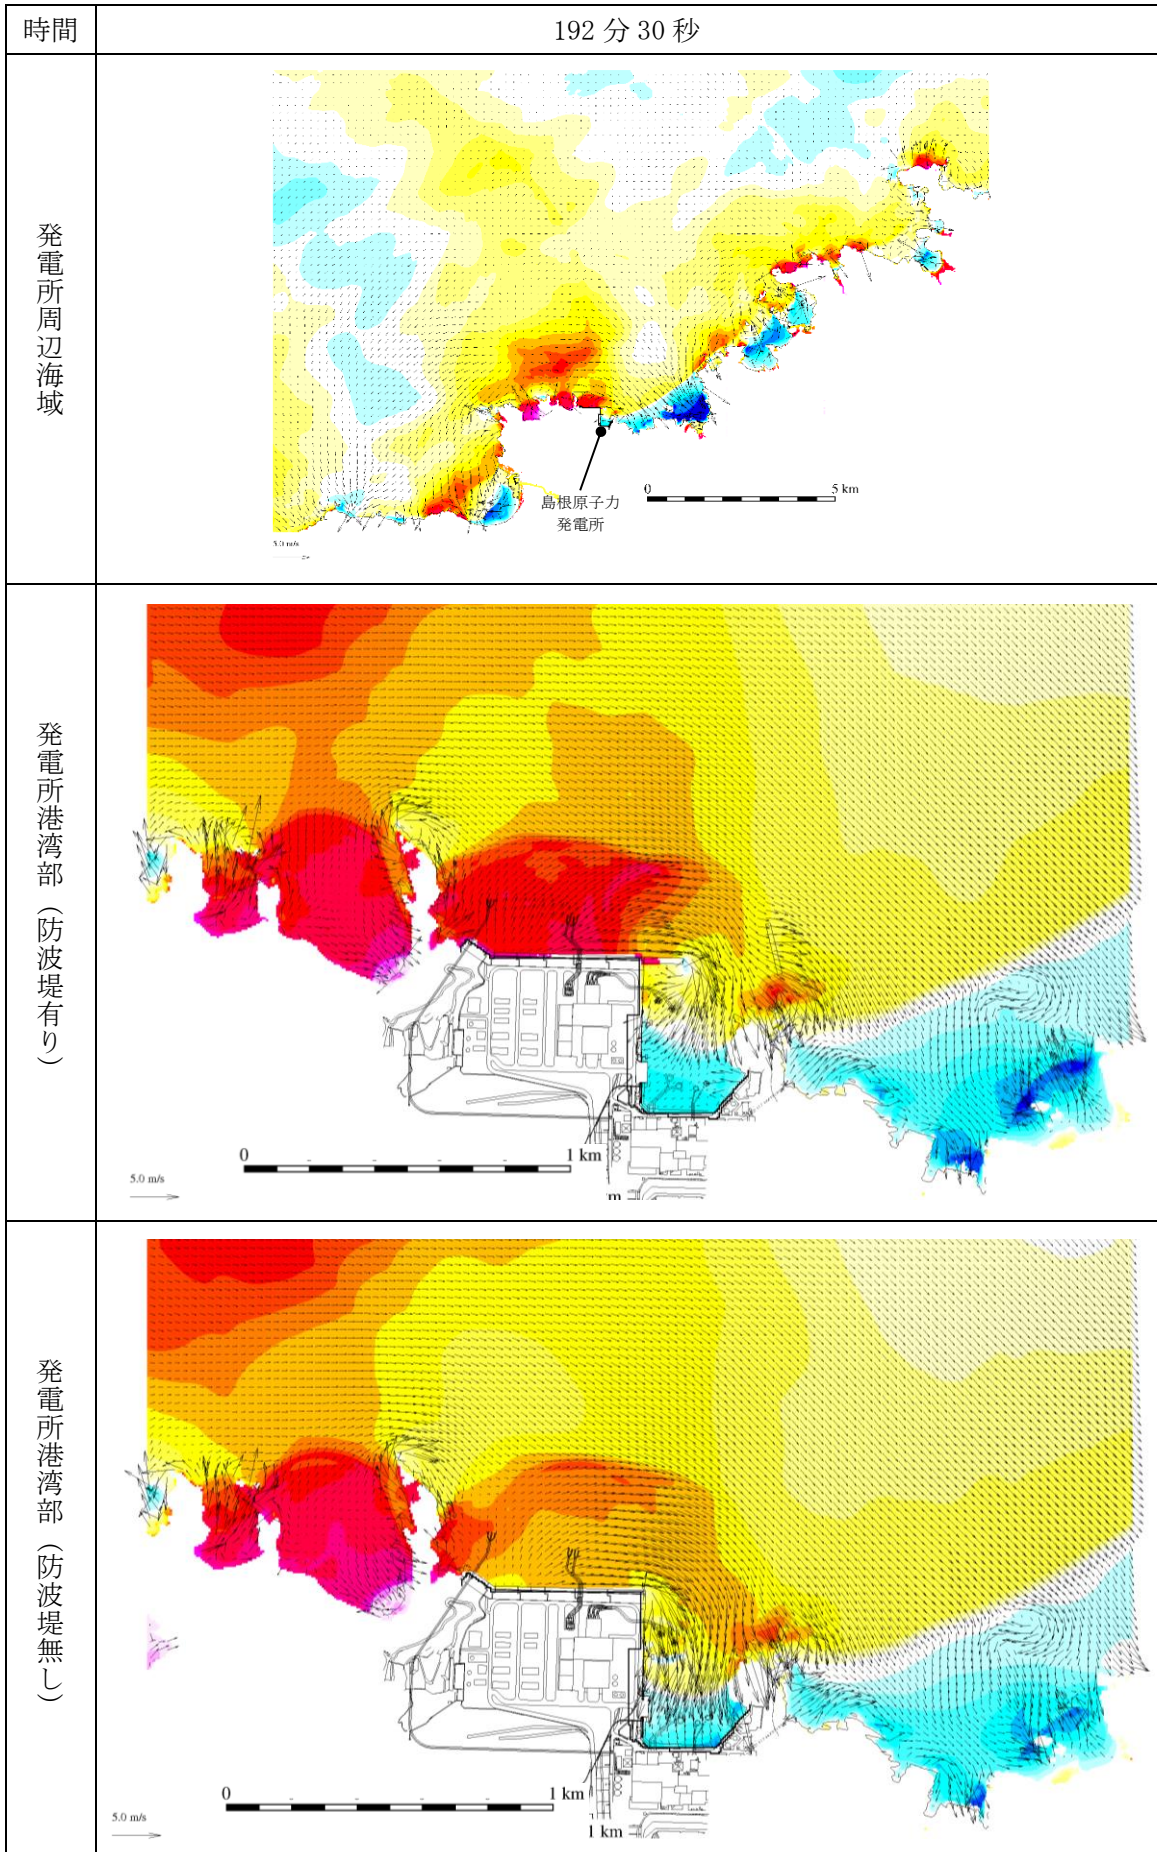 時間
192 分 30 秒
発電所周辺海域
島根原子力
発電所
0
5 km
5.0 m/s
発電所港湾部（防波堤有り）
0
1 km
5.0 m/s
m
発電所港湾部（防波堤無し）
0
1 km
5.0 m/s
1 km